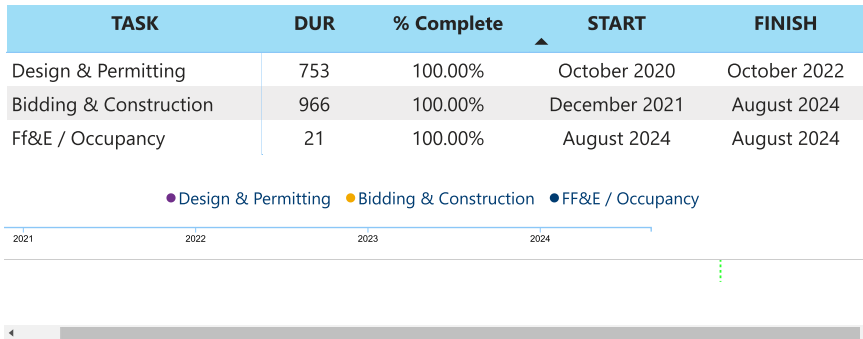 TASK DUR % Complete START FINISH
Design & Permitting 753 100.00% October 2020 October 2022
Bidding & Construction 966 100.00% December 2021 August 2024
Ff&E / Occupancy 21 100.00% August 2024 August 2024
Design & Permitting Bidding & Construction FF&E / Occupancy
2021 2022 2023 2024